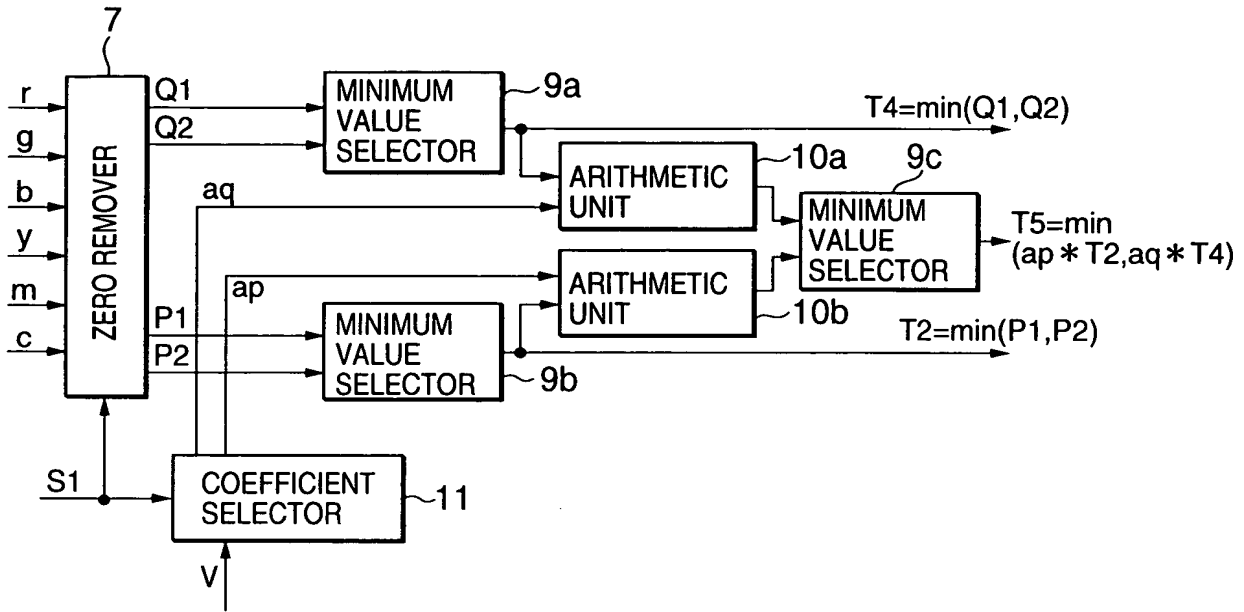 7
r
g
b
y
m
c
ZERO REMOVER
Q1
Q2
P1
P2
MINIMUM
VALUE
SELECTOR
9a
T4=min(Q1,Q2)
aq
ap
ARITHMETIC
UNIT
10a
ARITHMETIC
UNIT
10b
MINIMUM
VALUE
SELECTOR
9c
T5=min
(ap*T2,aq*T4)
MINIMUM
VALUE
SELECTOR
9b
T2=min(P1,P2)
S1
COEFFICIENT
SELECTOR
11
V